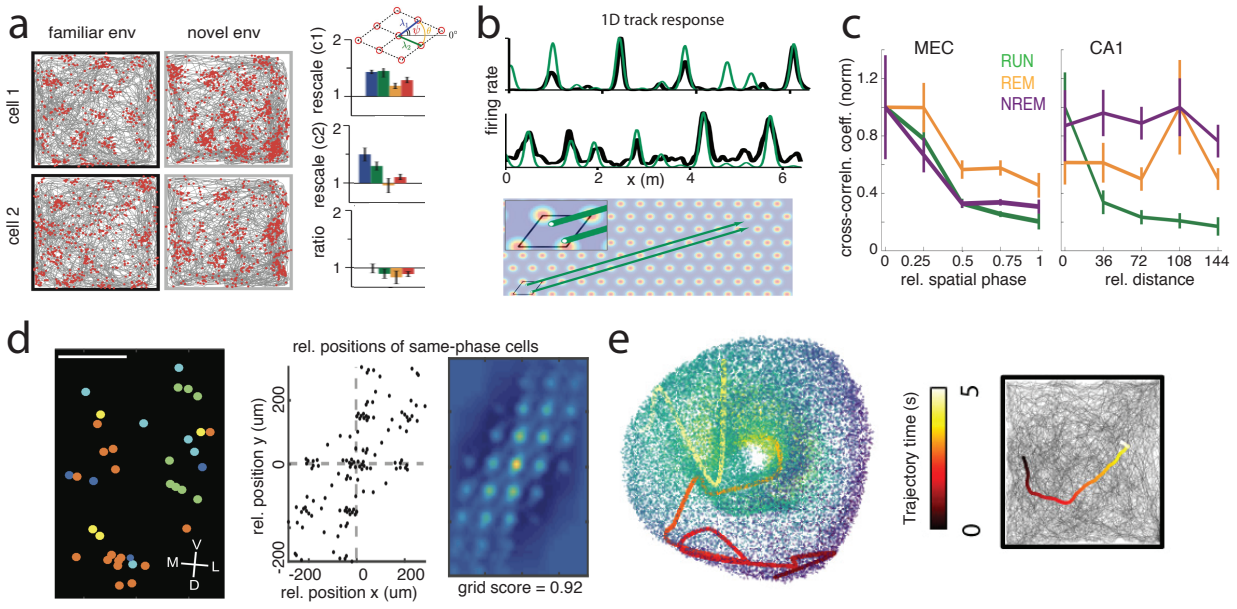 a
familiar env
novel env
cell 1
cell 2
rescale (c1)
2
1
λ₁
λ₂
ψ
θ
0°
rescale (c2)
2
1
ratio
2
1
b
1D track response
firing rate
0
2
4
6
x (m)
c
MEC
CA1
RUN
REM
NREM
cross-correln. coeff. (norm)
1.2
0.8
0.4
0
0
0.25
0.5
0.75
1
rel. spatial phase
0
36
72
108
144
rel. distance
d
V
M
L
D
rel. positions of same-phase cells
rel. position y (um)
200
0
-200
-200
0
200
rel. position x (um)
grid score = 0.92
e
Trajectory time (s)
5
0